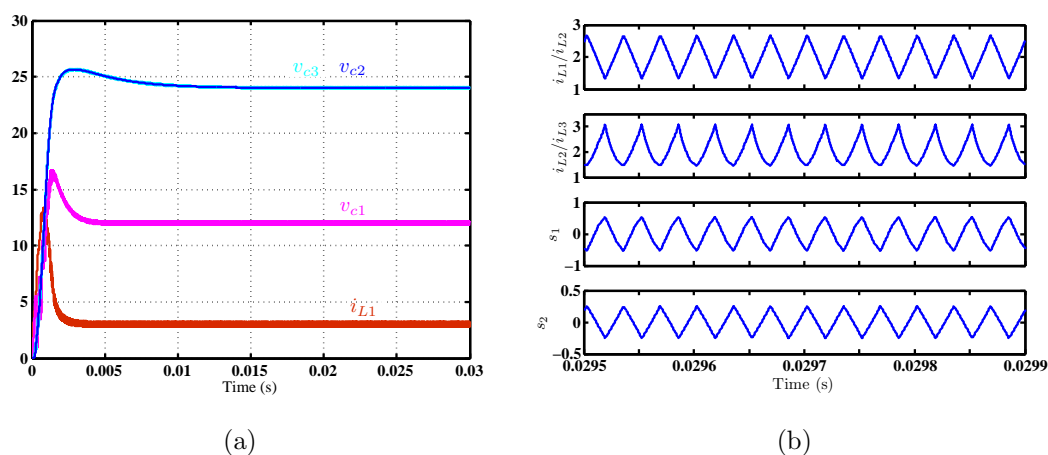 30
25
20
15
10
5
0
v_{c3} v_{c2}
v_{c1}
i_{L1}
0 0.005 0.01 0.015 0.02 0.025 0.03
Time (s)
(a)
i_{L1}/i_{L2}
3
2
1
i_{L2}/i_{L3}
3
2
1
s_1
1
0
−1
s_2
0.5
0
−0.5
0.0295 0.0296 0.0297 0.0298 0.0299
Time (s)
(b)